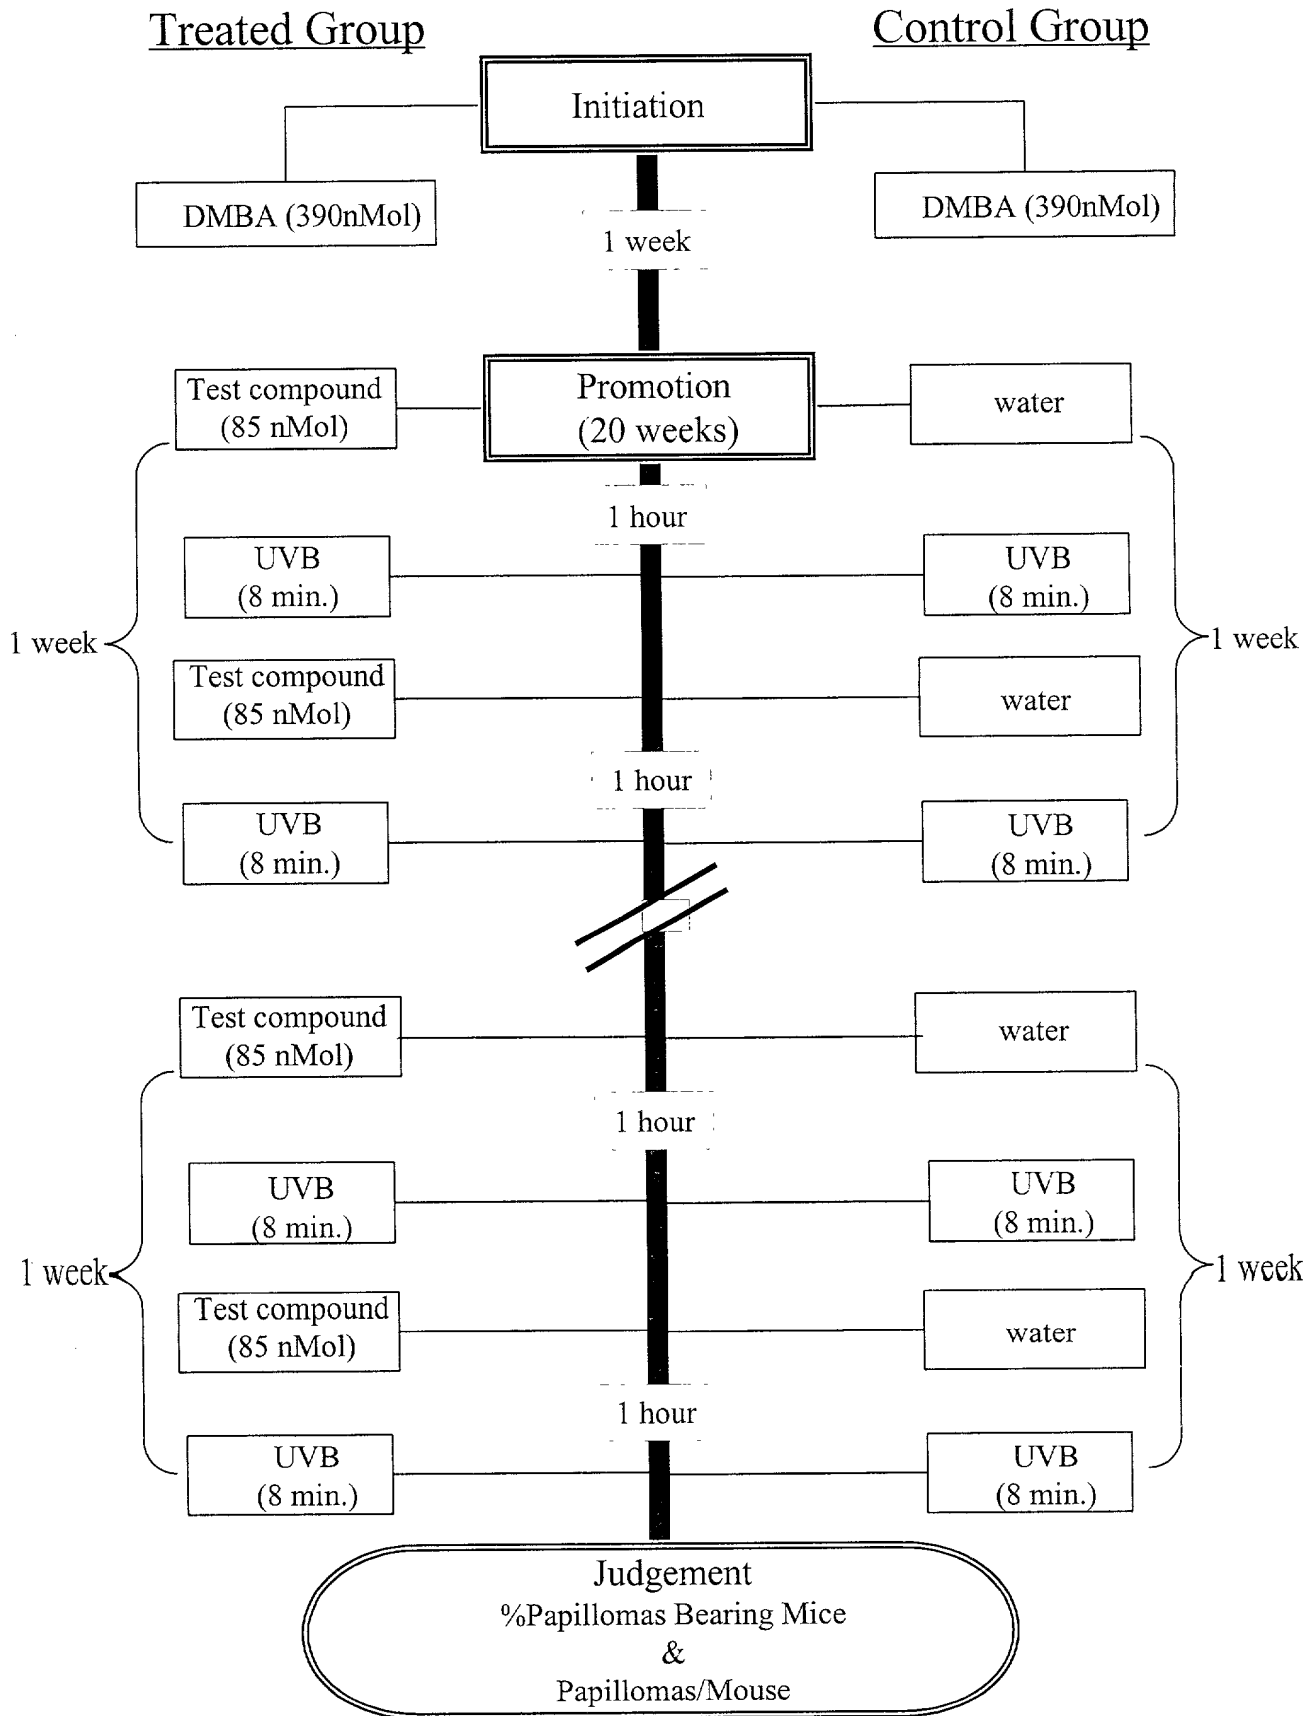 Treated Group
Control Group
Initiation
DMBA (390nMol)
DMBA (390nMol)
1 week
Test compound
(85 nMol)
Promotion
(20 weeks)
water
1 hour
UVB
(8 min.)
UVB
(8 min.)
1 week
1 week
Test compound
(85 nMol)
water
1 hour
UVB
(8 min.)
UVB
(8 min.)
Test compound
(85 nMol)
water
1 hour
UVB
(8 min.)
UVB
(8 min.)
1 week
1 week
Test compound
(85 nMol)
water
1 hour
UVB
(8 min.)
UVB
(8 min.)
Judgement
%Papillomas Bearing Mice
&
Papillomas/Mouse